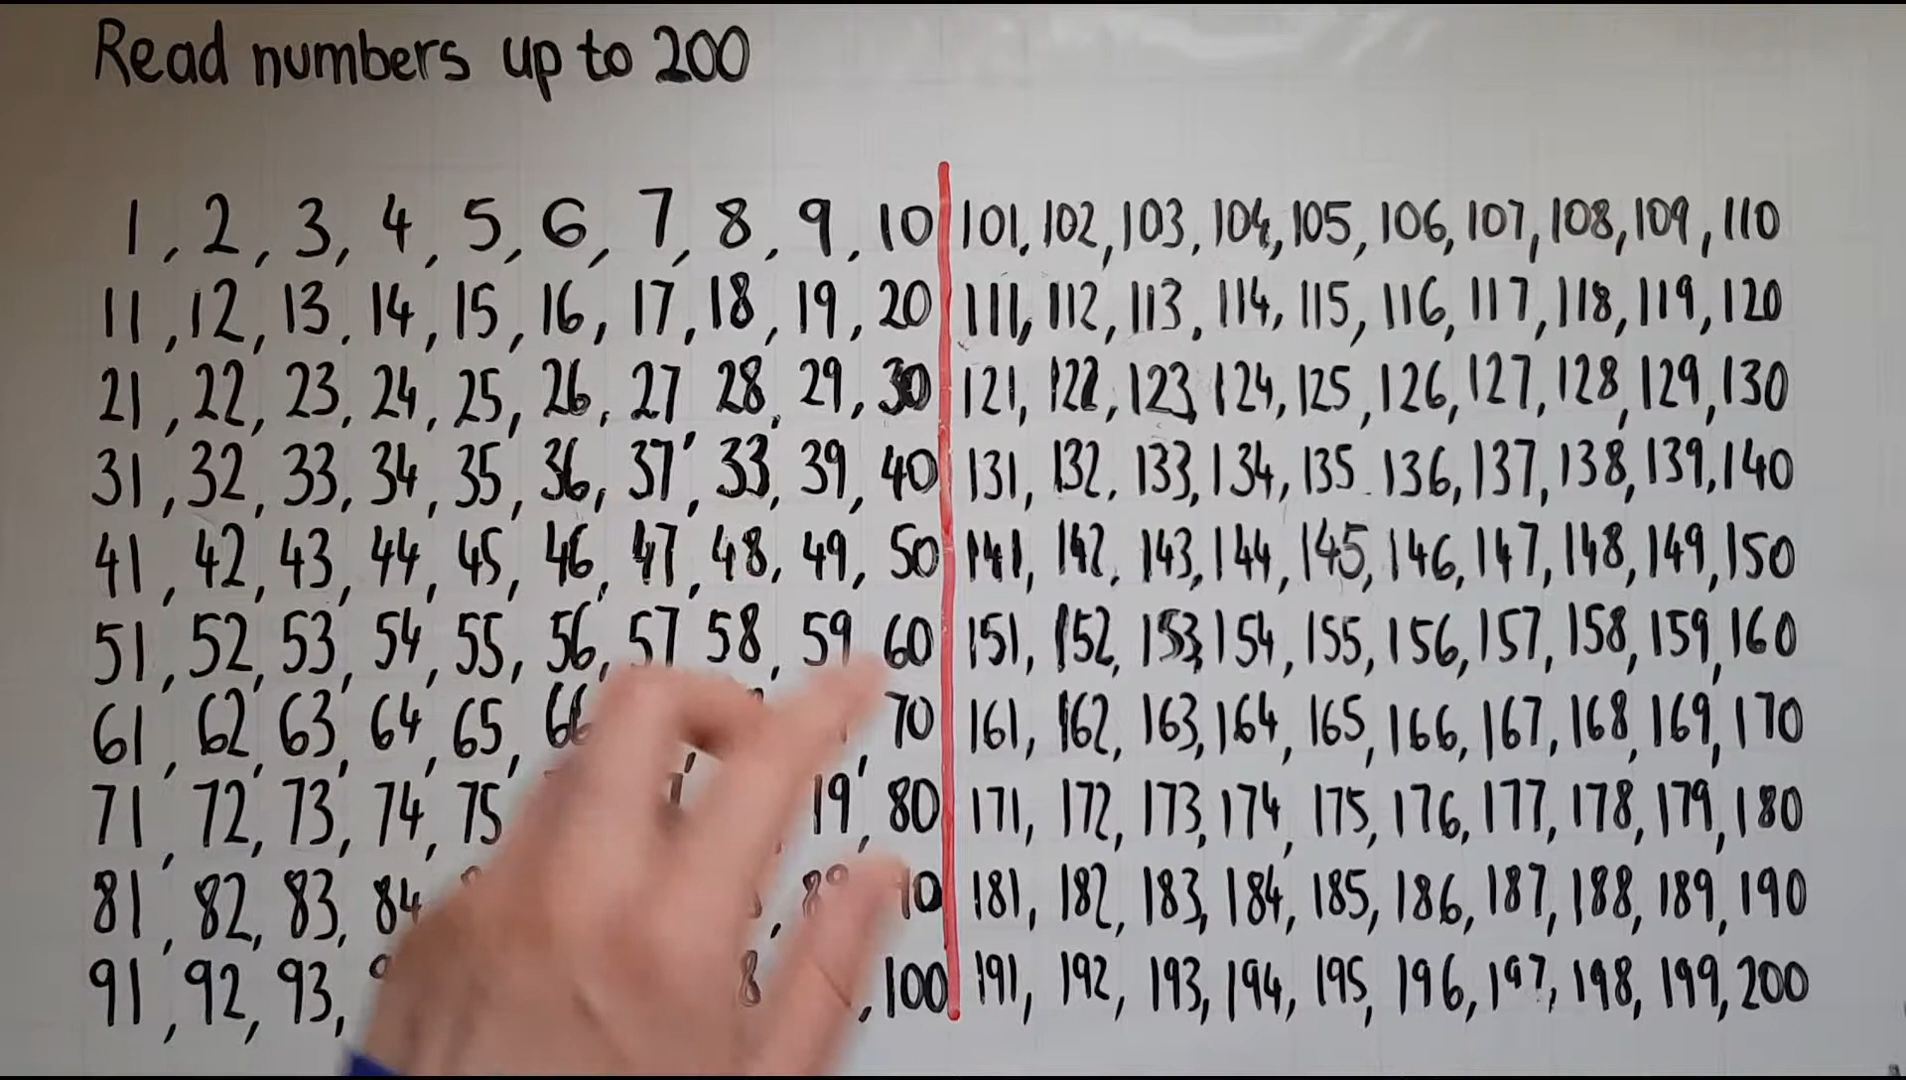 Read numbers up to 200
1, 2, 3, 4, 5, 6, 7, 8, 9, 10 101, 102, 103, 104, 105, 106, 107, 108, 109, 110
11, 12, 13, 14, 15, 16, 17, 18, 19, 20 111, 112, 113, 114, 115, 116, 117, 118, 119, 120
21, 22, 23, 24, 25, 26, 27 28, 29, 30 121, 122, 123, 124, 125, 126, 127, 128, 129, 130
31, 32, 33, 34, 35, 36, 37, 33, 39, 40 131, 132, 133, 134, 135 136, 137, 138, 139, 140
41, 42, 43, 44, 45, 46, 47, 48, 49, 50 141, 142, 143, 144, 145, 146, 147, 148, 149, 150
51, 52, 53, 54, 55, 56, 57 58, 59 60 151, 152, 153, 154, 155, 156, 157, 158, 159, 160
61, 62, 63, 64, 65, 66 70 161, 162, 163, 164, 165, 166, 167, 168, 169, 170
71, 72, 73, 74, 75 80 171, 172, 173, 174, 175, 176, 177, 178, 179, 180
81, 82, 83, 84 181, 182, 183, 184, 185, 186, 187, 188, 189, 190
91, 92, 93, 100 191, 192, 193, 194, 195, 196, 197, 198, 199, 200